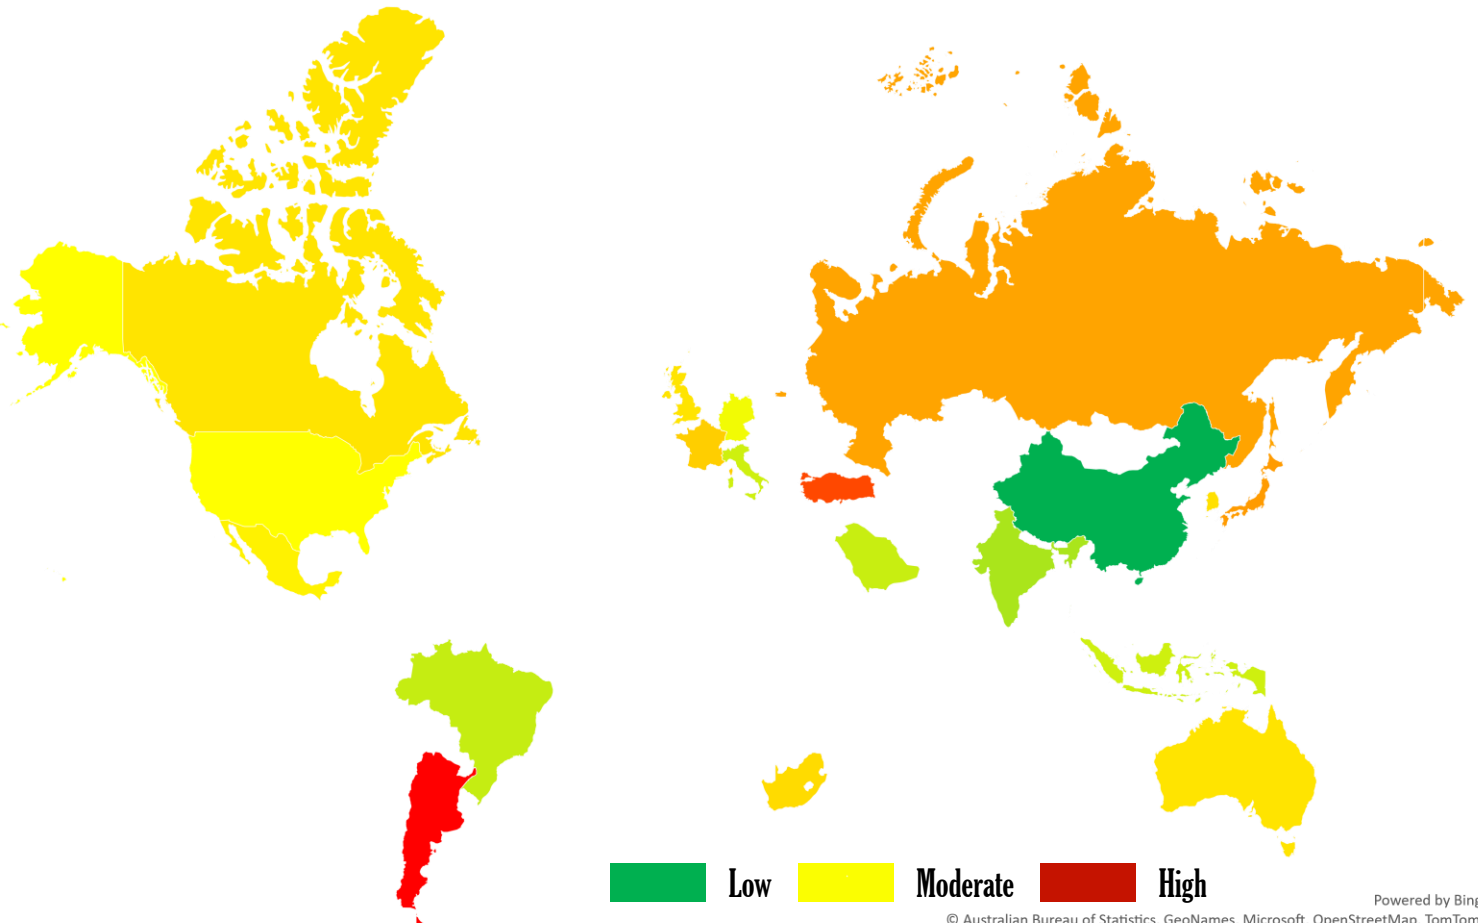 Low Moderate High
Powered by Bing
© Australian Bureau of Statistics, GeoNames, Microsoft, OpenStreetMap, TomTom